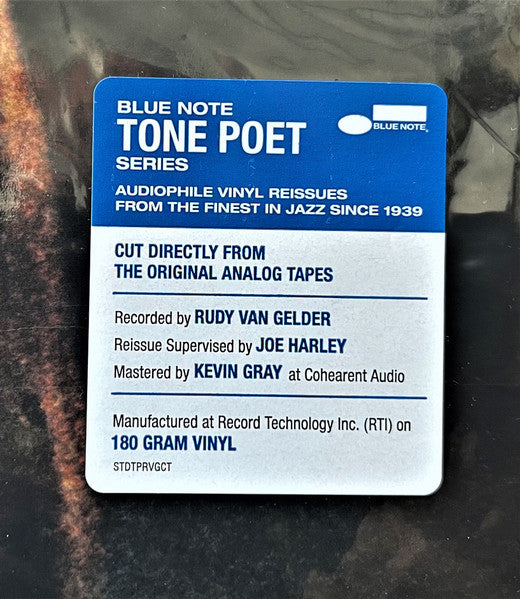 BLUE NOTE
TONE POET
SERIES
BLUE NOTE®
AUDIOPHILE VINYL REISSUES
FROM THE FINEST IN JAZZ SINCE 1939
CUT DIRECTLY FROM
THE ORIGINAL ANALOG TAPES
Recorded by RUDY VAN GELDER
Reissue Supervised by JOE HARLEY
Mastered by KEVIN GRAY at Cohearent Audio
Manufactured at Record Technology Inc. (RTI) on
180 GRAM VINYL
STDTPRVGCT